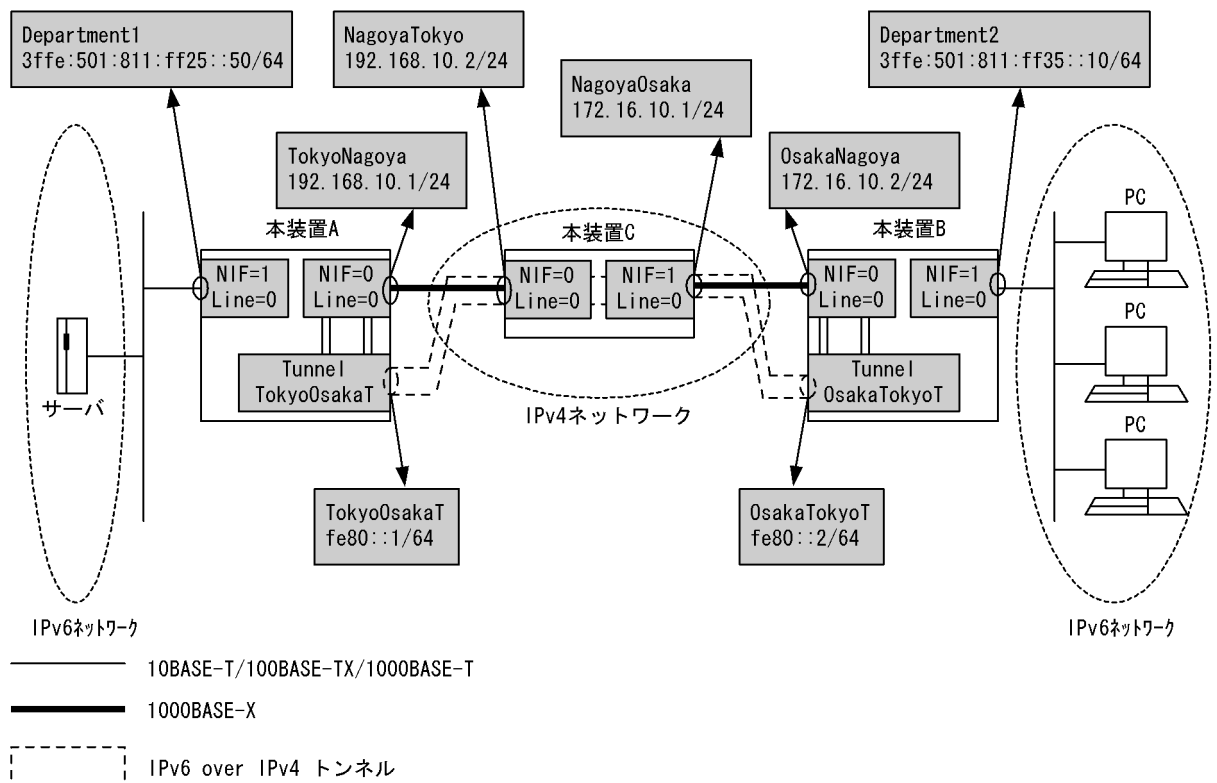 Department1
3ffe:501:811:ff25::50/64
NagoyaTokyo
192.168.10.2/24
NagoyaOsaka
172.16.10.1/24
Department2
3ffe:501:811:ff35::10/64
TokyoNagoya
192.168.10.1/24
OsakaNagoya
172.16.10.2/24
本装置A
本装置C
本装置B
PC
NIF=1
Line=0
NIF=0
Line=0
NIF=0
Line=0
NIF=1
Line=0
NIF=0
Line=0
NIF=1
Line=0
PC
サーバ
Tunnel
TokyoOsakaT
IPv4ネットワーク
Tunnel
OsakaTokyoT
PC
TokyoOsakaT
fe80::1/64
OsakaTokyoT
fe80::2/64
IPv6ネットワーク
IPv6ネットワーク
10BASE-T/100BASE-TX/1000BASE-T
1000BASE-X
IPv6 over IPv4 トンネル